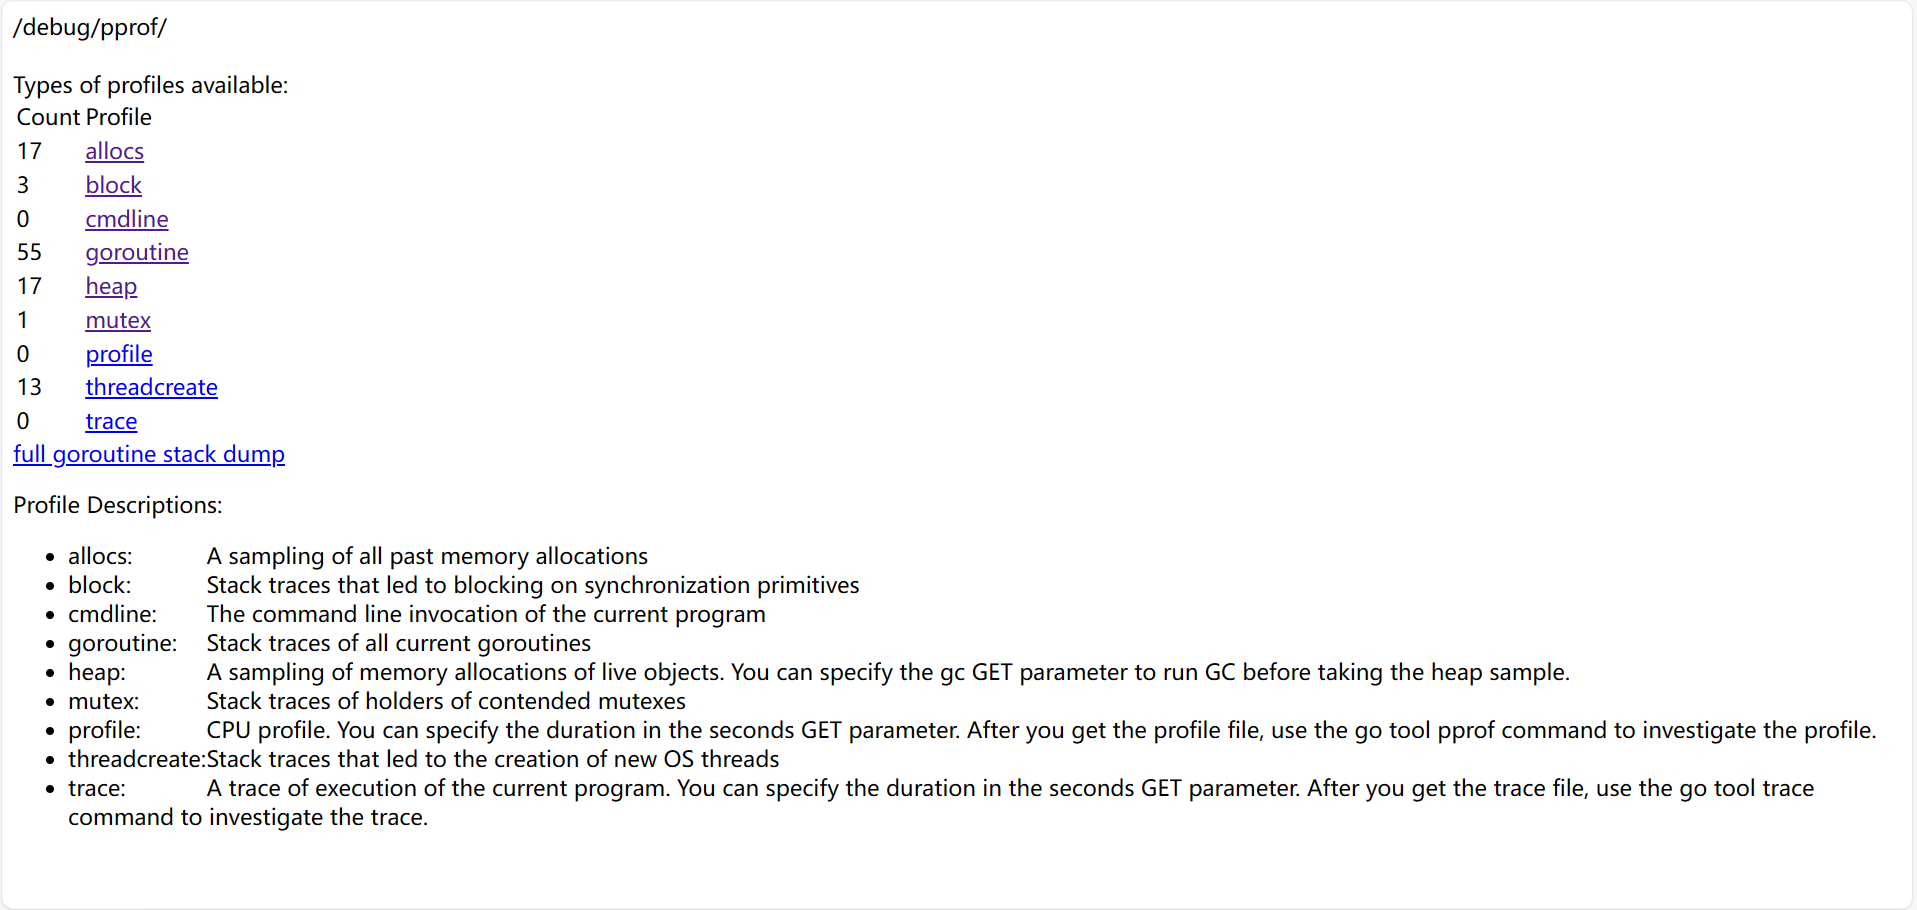 /debug/pprof/
Types of profiles available:
Count Profile
17 allocs
3 block
0 cmdline
55 goroutine
17 heap
1 mutex
0 profile
13 threadcreate
0 trace
full goroutine stack dump
Profile Descriptions:
• allocs: A sampling of all past memory allocations
• block: Stack traces that led to blocking on synchronization primitives
• cmdline: The command line invocation of the current program
• goroutine: Stack traces of all current goroutines
• heap: A sampling of memory allocations of live objects. You can specify the gc GET parameter to run GC before taking the heap sample.
• mutex: Stack traces of holders of contended mutexes
• profile: CPU profile. You can specify the duration in the seconds GET parameter. After you get the profile file, use the go tool pprof command to investigate the profile.
• threadcreate:Stack traces that led to the creation of new OS threads
• trace: A trace of execution of the current program. You can specify the duration in the seconds GET parameter. After you get the trace file, use the go tool trace
command to investigate the trace.